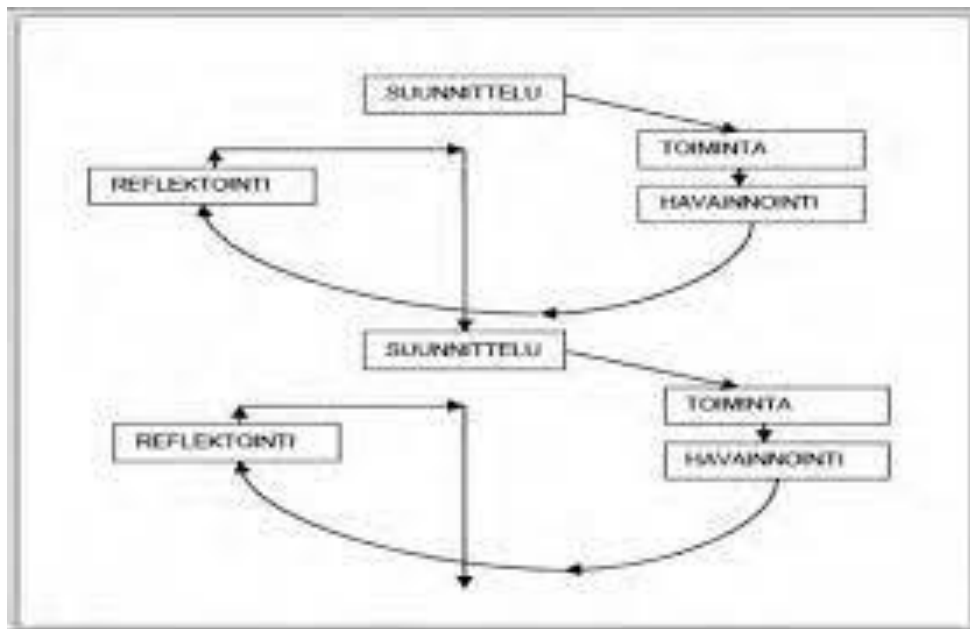 SUUNNITTELU
TOIMINTA
REFLEKTOINTI
HAVAINNOINTI
SUUNNITTELU
TOIMINTA
REFLEKTOINTI
HAVAINNOINTI